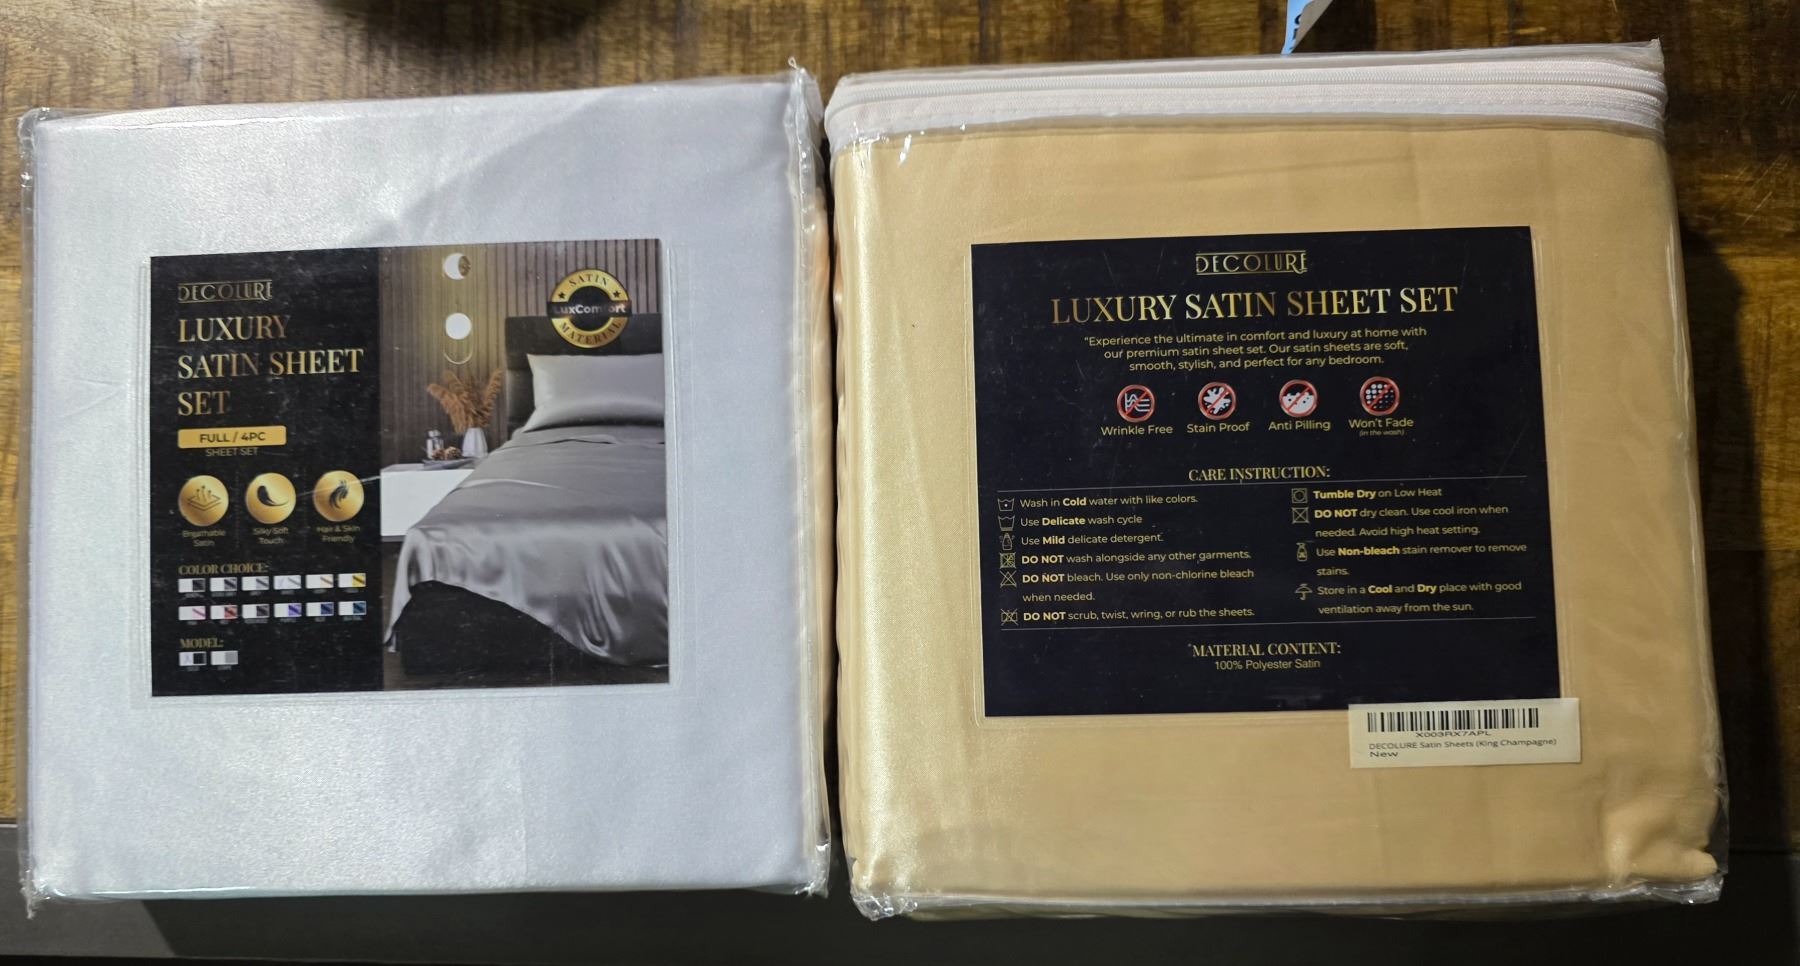 DECOLURE
LUXURY
SATIN SHEET
SET
FULL / 4PC
SHEET SET
Breathable
Satin
Silky Soft
Touch
Hair & Skin
Friendly
COLOR CHOICE:
MODEL:
SATIN
LuxComfort
MATERIAL
DECOLURE
LUXURY SATIN SHEET SET
"Experience the ultimate in comfort and luxury at home with
our premium satin sheet set. Our satin sheets are soft,
smooth, stylish, and perfect for any bedroom.
Wrinkle Free
Stain Proof
Anti Pilling
Won't Fade
(in the wash)
CARE INSTRUCTION:
Wash in Cold water with like colors.
Use Delicate wash cycle
Use Mild delicate detergent.
DO NOT wash alongside any other garments.
DO NOT bleach. Use only non-chlorine bleach
when needed.
DO NOT scrub, twist, wring, or rub the sheets.
Tumble Dry on Low Heat
DO NOT dry clean. Use cool iron when
needed. Avoid high heat setting.
Use Non-bleach stain remover to remove
stains.
Store in a Cool and Dry place with good
ventilation away from the sun.
MATERIAL CONTENT:
100% Polyester Satin
X003RX7APL
DECOLURE Satin Sheets (King Champagne)
New